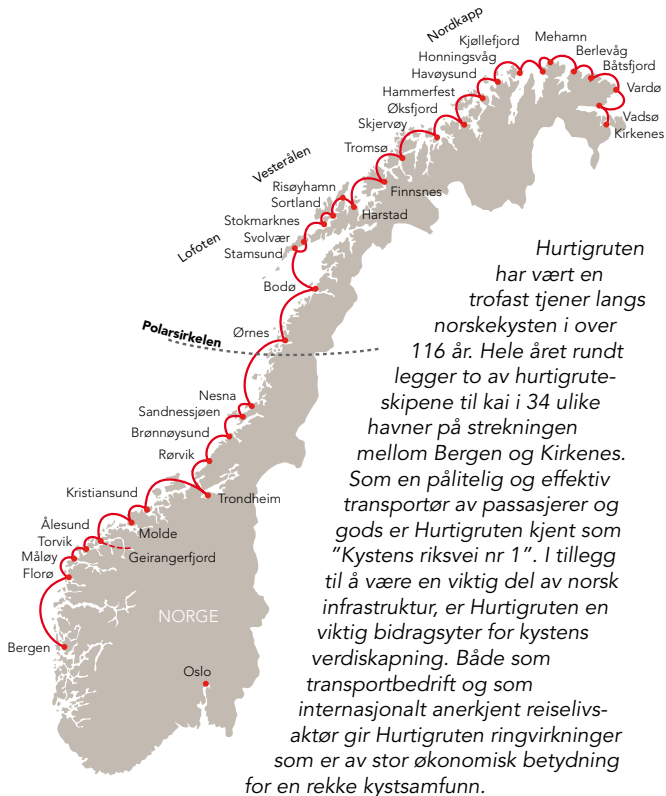 Nordkapp
Mehamn
Kjøllefjord
Berlevåg
Honningsvåg
Båtsfjord
Havøysund
Vardø
Hammerfest
Øksfjord
Vadsø
Skjervøy
Kirkenes
Tromsø
Vesterålen
Finnsnes
Risøyhamn
Sortland
Harstad
Stokmarknes
Lofoten
Svolvær
Stamsund
Bodø
Polarsirkelen
Ørnes
Nesna
Sandnessjøen
Brønnøysund
Rørvik
Kristiansund
Trondheim
Ålesund
Molde
Torvik
Geirangerfjord
Måløy
Florø
NORGE
Bergen
Oslo
Hurtigruten
har vært en
trofast tjener langs
norskekysten i over
116 år. Hele året rundt
legger to av hurtigrute-
skipene til kai i 34 ulike
havner på strekningen
mellom Bergen og Kirkenes.
Som en pålitelig og effektiv
transportør av passasjerer og
gods er Hurtigruten kjent som
”Kystens riksvei nr 1”. I tillegg
til å være en viktig del av norsk
infrastruktur, er Hurtigruten en
viktig bidragsyter for kystens
verdiskapning. Både som
transportbedrift og som
internasjonalt anerkjent reiselivs-
aktør gir Hurtigruten ringvirkninger
som er av stor økonomisk betydning
for en rekke kystsamfunn.